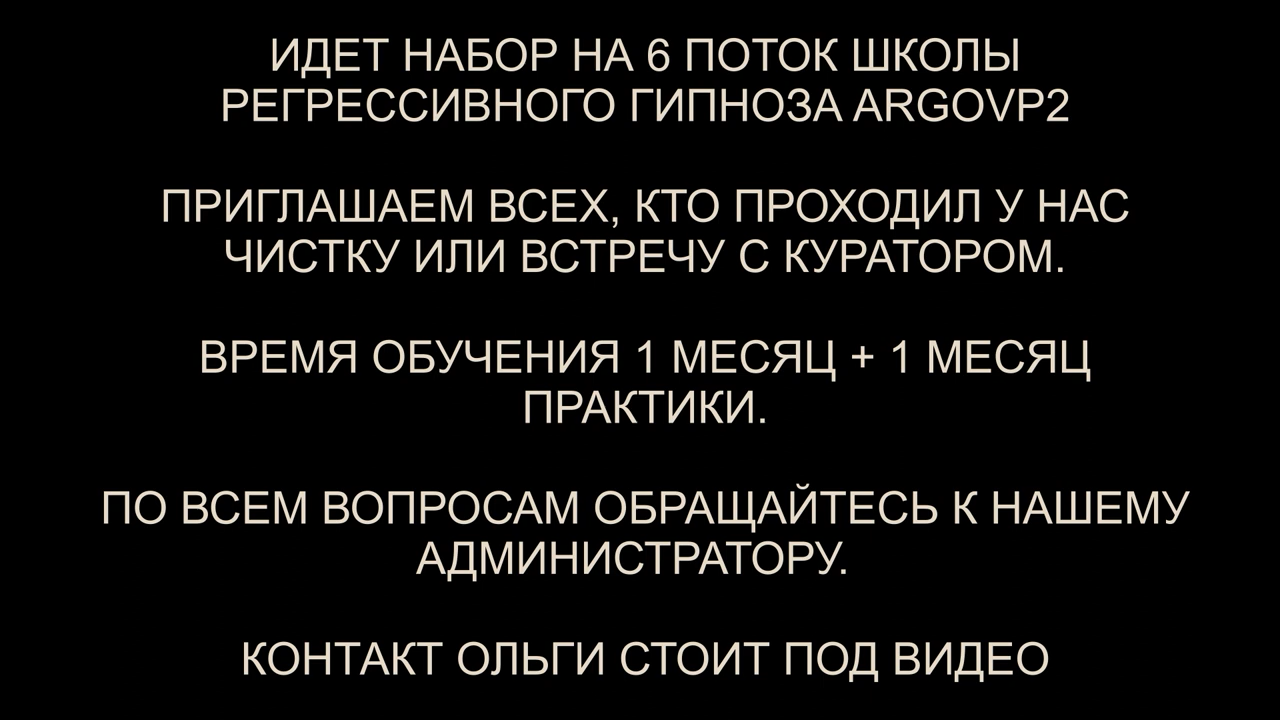 ИДЕТ НАБОР НА 6 ПОТОК ШКОЛЫ
РЕГРЕССИВНОГО ГИПНОЗА ARGOVP2
ПРИГЛАШАЕМ ВСЕХ, КТО ПРОХОДИЛ У НАС
ЧИСТКУ ИЛИ ВСТРЕЧУ С КУРАТОРОМ.
ВРЕМЯ ОБУЧЕНИЯ 1 МЕСЯЦ + 1 МЕСЯЦ
ПРАКТИКИ.
ПО ВСЕМ ВОПРОСАМ ОБРАЩАЙТЕСЬ К НАШЕМУ
АДМИНИСТРАТОРУ.
КОНТАКТ ОЛЬГИ СТОИТ ПОД ВИДЕО